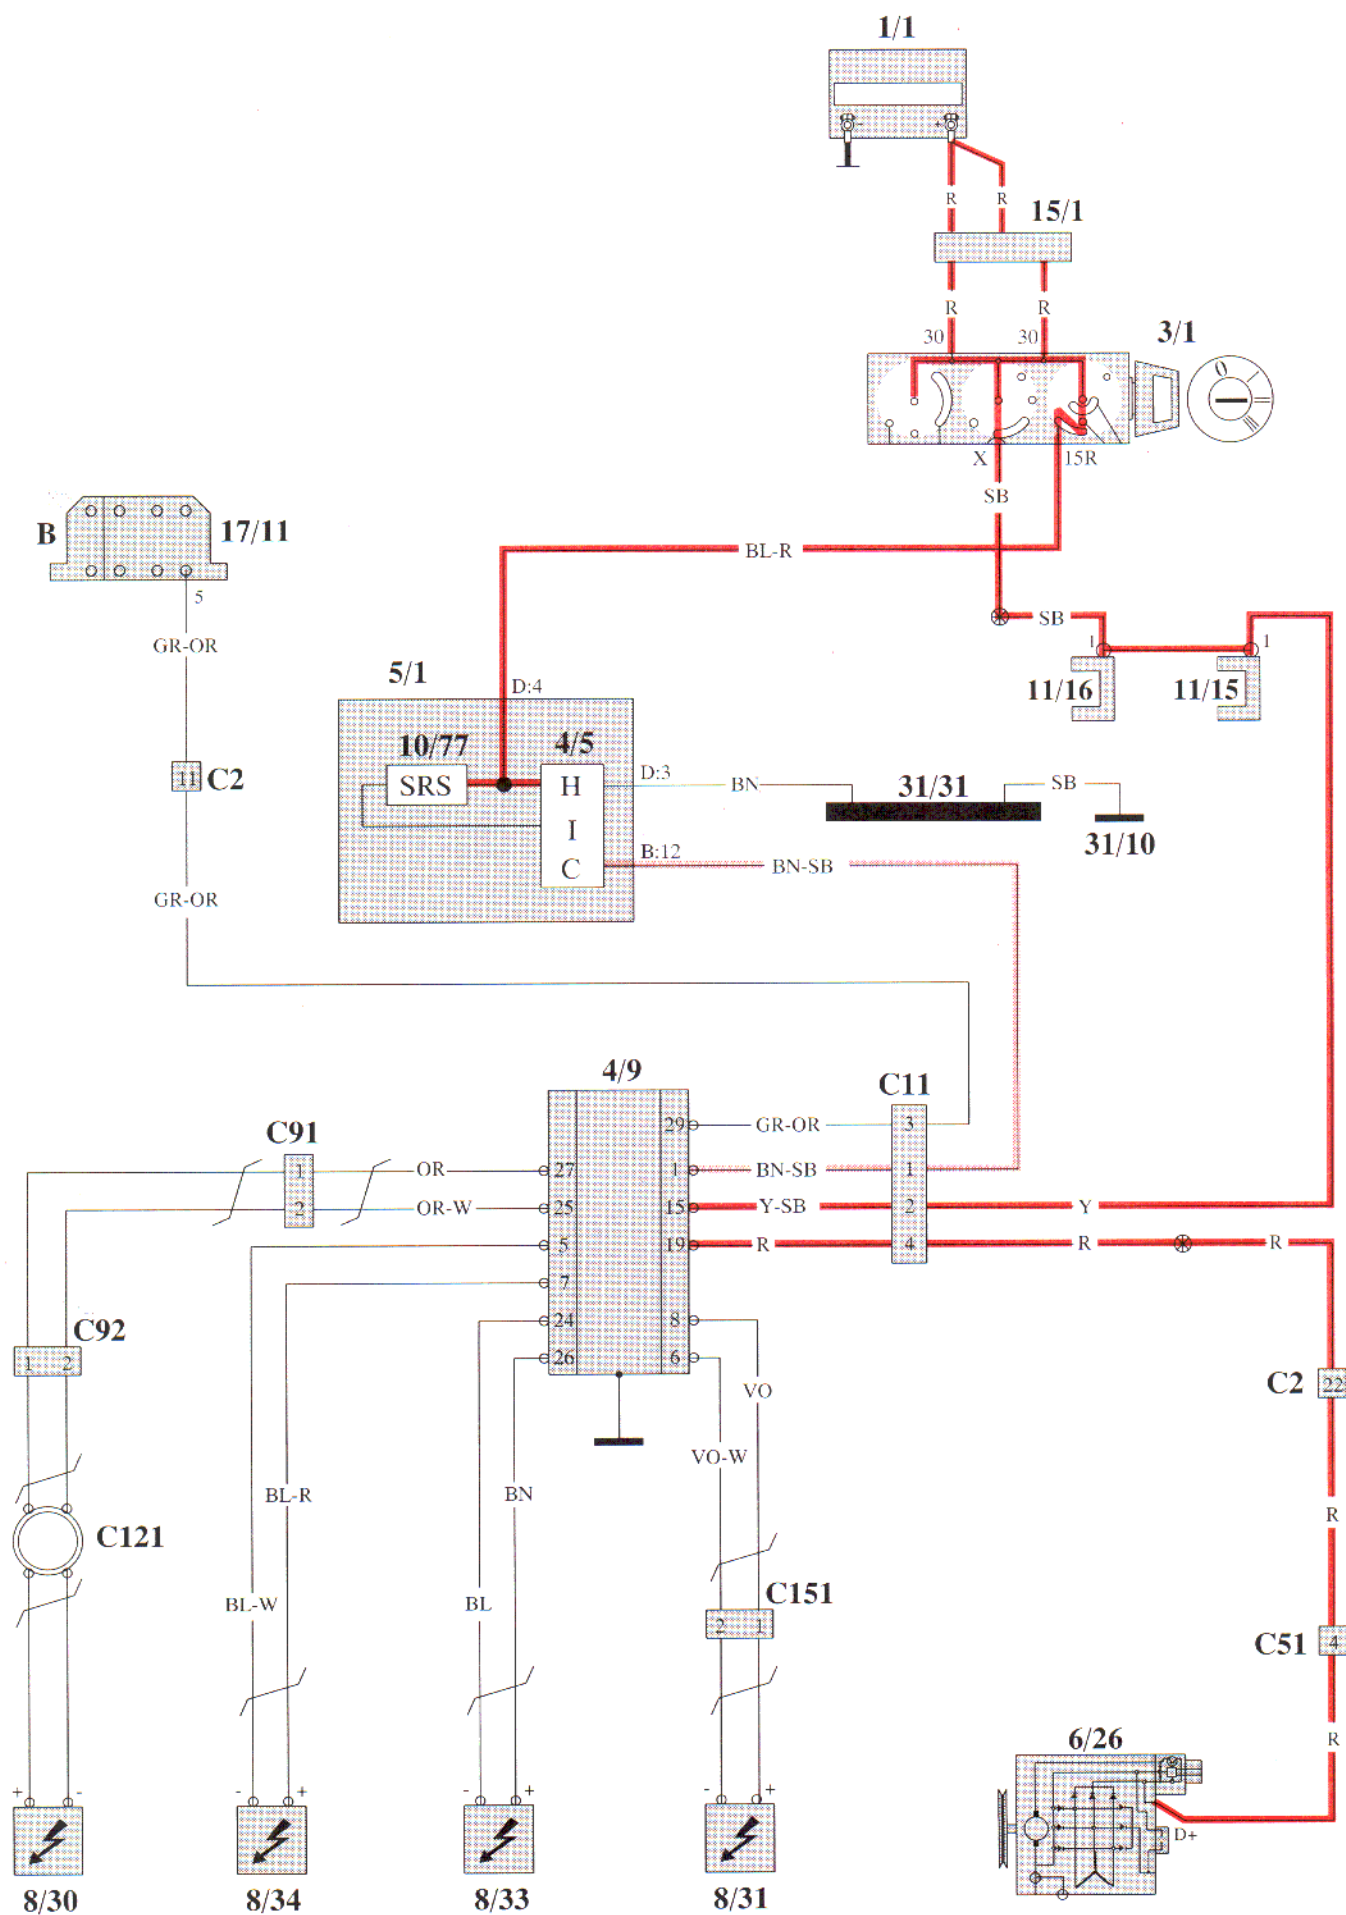 1/1
- +
R R
15/1
R R
30 30
3/1
0 I II III
X 15R
SB
B 17/11
BL-R
5
SB
GR-OR
1 1
5/1
D:4
11/16 11/15
10/77 4/5
D:3
11 C2
SRS H
BN
31/31
SB
I
31/10
B:12
C
BN-SB
GR-OR
4/9
C11
29 GR-OR 3
C91
1 OR 27
1 BN-SB 1
2 OR-W 25
15 Y-SB 2 Y
5
19 R 4 R R
7
C92
24 8
1 2
26 6
C2 22
VO
VO-W
BL-R
BN
R
C121
BL-W
BL
C151
2 1
C51 4
6/26
R
+ - - + - + - +
D+
8/30 8/34 8/33 8/31